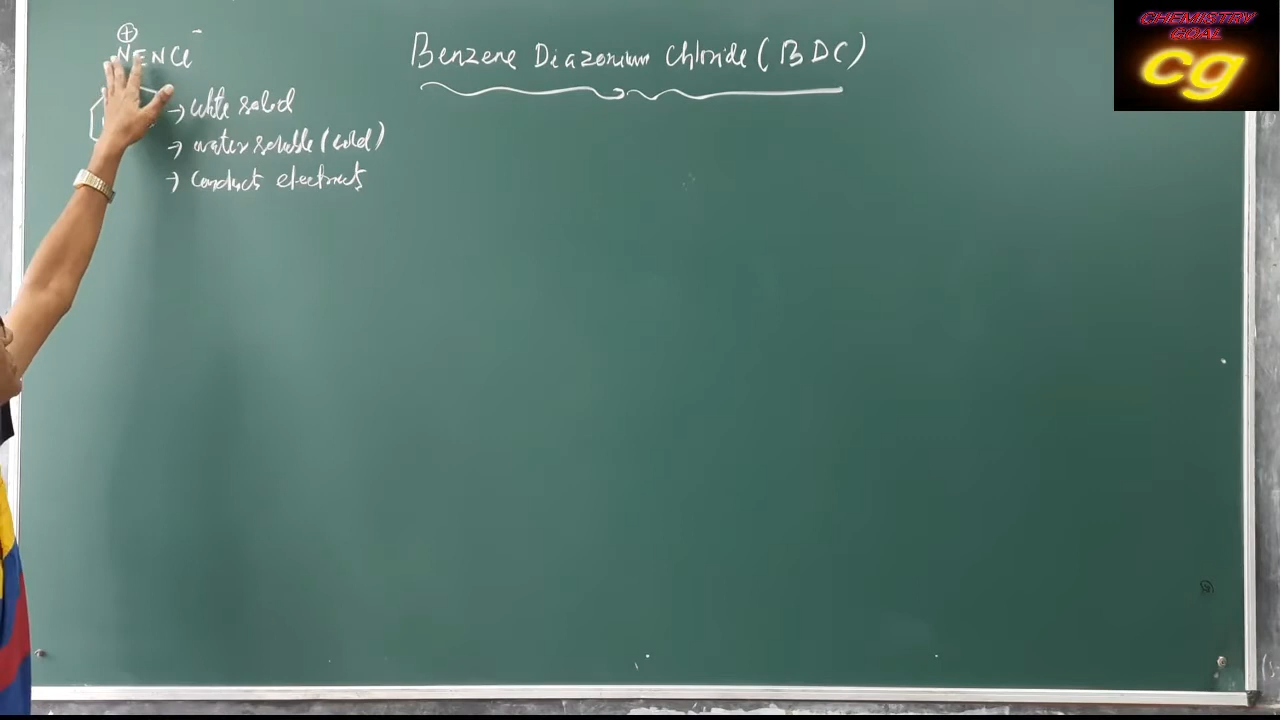 ⊕
N≡NCl⁻
Benzene Diazonium Chloride (BDC)
→ white solid
→ water soluble (cold)
→ conducts electricity
CHEMISTRY
GOAL
cg